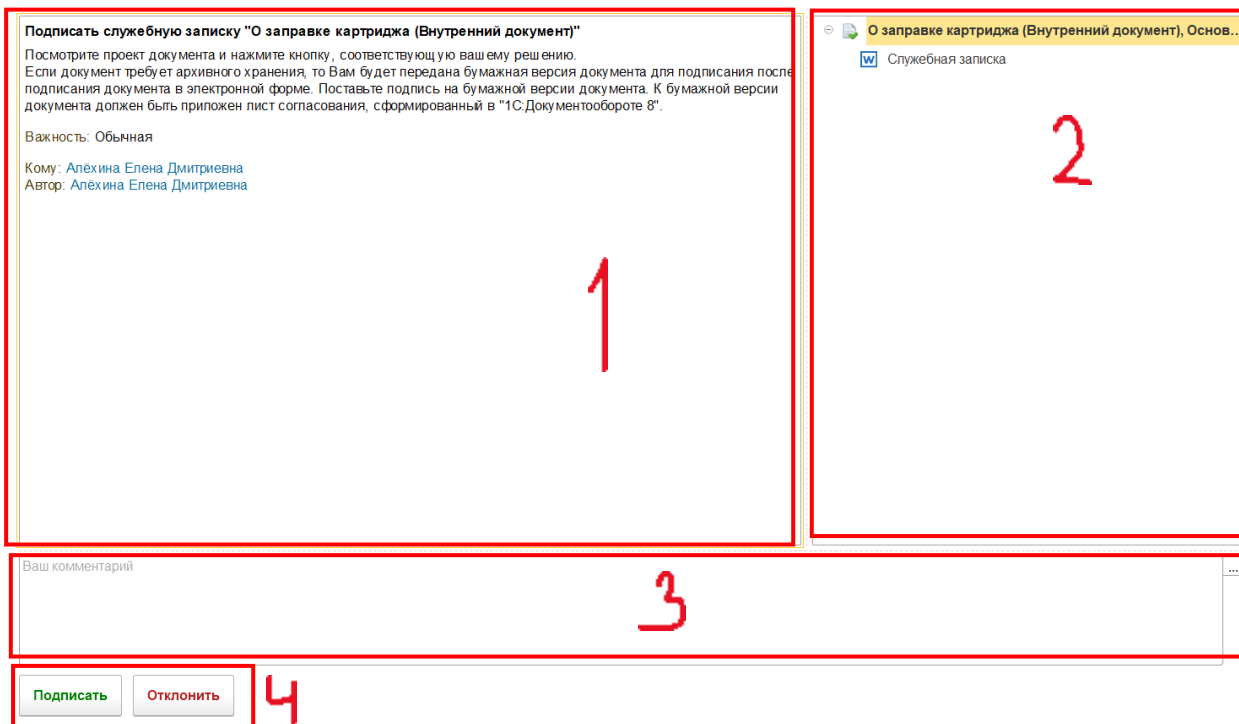 Подписать служебную записку "О заправке картриджа (Внутренний документ)"
Посмотрите проект документа и нажмите кнопку, соответствующую вашему решению.
Если документ требует архивного хранения, то Вам будет передана бумажная версия документа для подписания после
подписания документа в электронной форме. Поставьте подпись на бумажной версии документа. К бумажной версии
документа должен быть приложен лист согласования, сформированный в "1С:Документообороте 8".
Важность: Обычная
Кому: Алёхина Елена Дмитриевна
Автор: Алёхина Елена Дмитриевна
1
О заправке картриджа (Внутренний документ), Основ...
W Служебная записка
2
Ваш комментарий
...
3
Подписать Отклонить
4